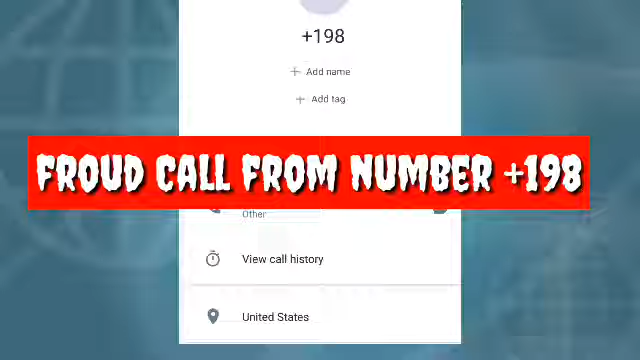 +198
Add name
Add tag
FROUD CALL FROM NUMBER +198
Other
View call history
United States